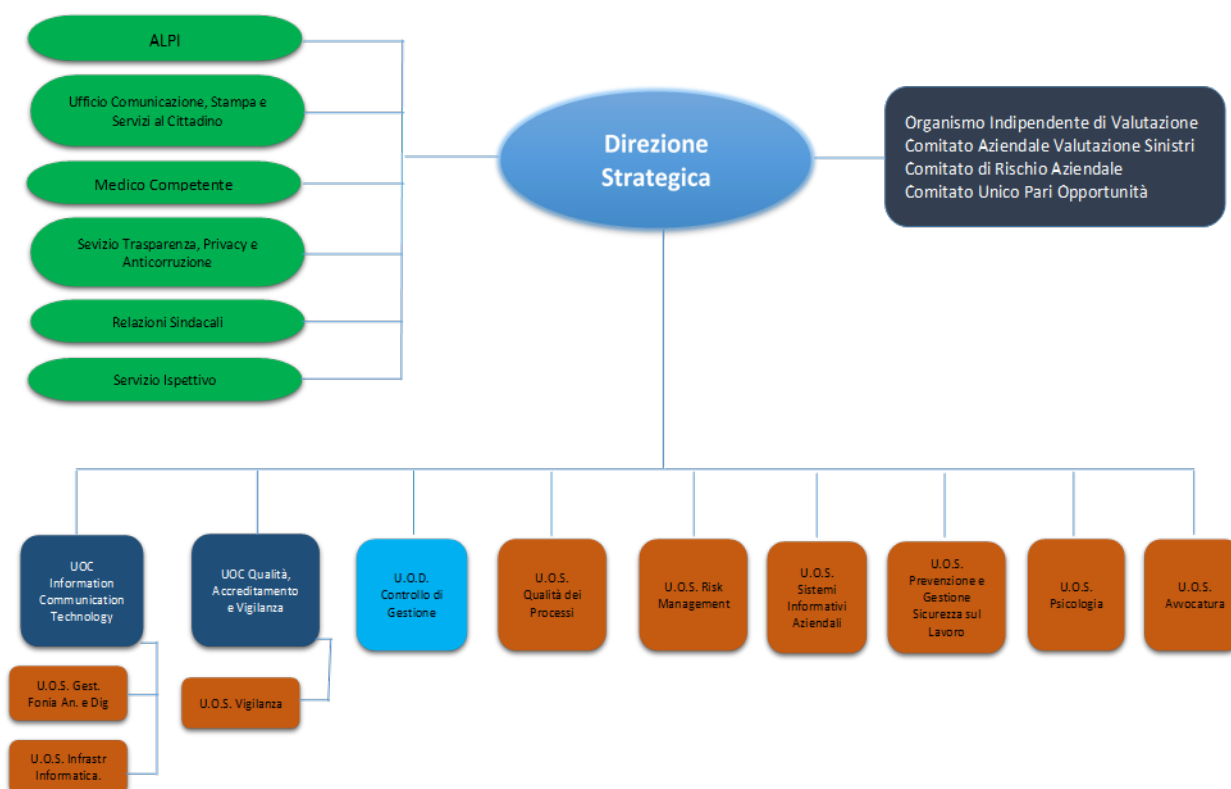 ALPI
Ufficio Comunicazione, Stampa e
Servizi al Cittadino
Medico Competente
Sevizio Trasparenza, Privacy e
Anticorruzione
Relazioni Sindacali
Servizio Ispettivo
Direzione
Strategica
Organismo Indipendente di Valutazione
Comitato Aziendale Valutazione Sinistri
Comitato di Rischio Aziendale
Comitato Unico Pari Opportunità
UOC
Information
Communication
Technology
U.O.S. Gest.
Fonia An. e Dig
U.O.S. Infrastr
Informatica.
UOC Qualità,
Accreditamento
e Vigilanza
U.O.S. Vigilanza
U.O.D.
Controllo di
Gestione
U.O.S.
Qualità dei
Processi
U.O.S. Risk
Management
U.O.S.
Sistemi
Informativi
Aziendali
U.O.S.
Prevenzione e
Gestione
Sicurezza sul
Lavoro
U.O.S.
Psicologia
U.O.S.
Avvocatura